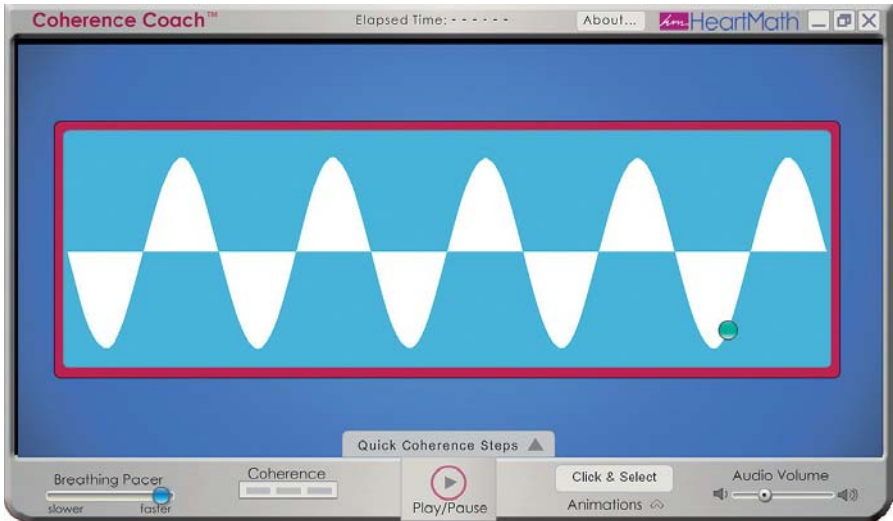 Coherence Coach™
Elapsed Time: - - - - - -
About...
hm HeartMath
Quick Coherence Steps
Breathing Pacer
slower faster
Coherence
Play/Pause
Click & Select
Animations
Audio Volume